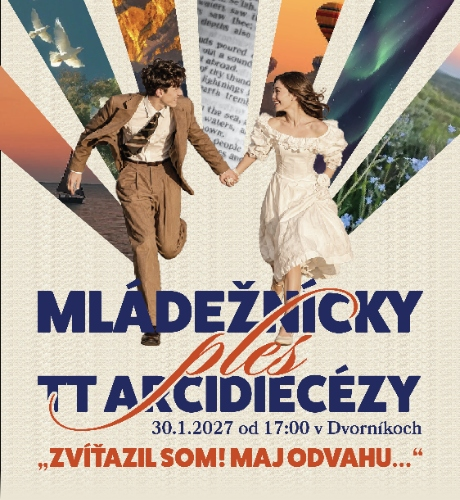 MLÁDEŽNÍCKY
ples
TT ARCIDIECÉZY
30.1.2027 od 17:00 v Dvorníkoch
„ZVÍŤAZIL SOM! MAJ ODVAHU...“